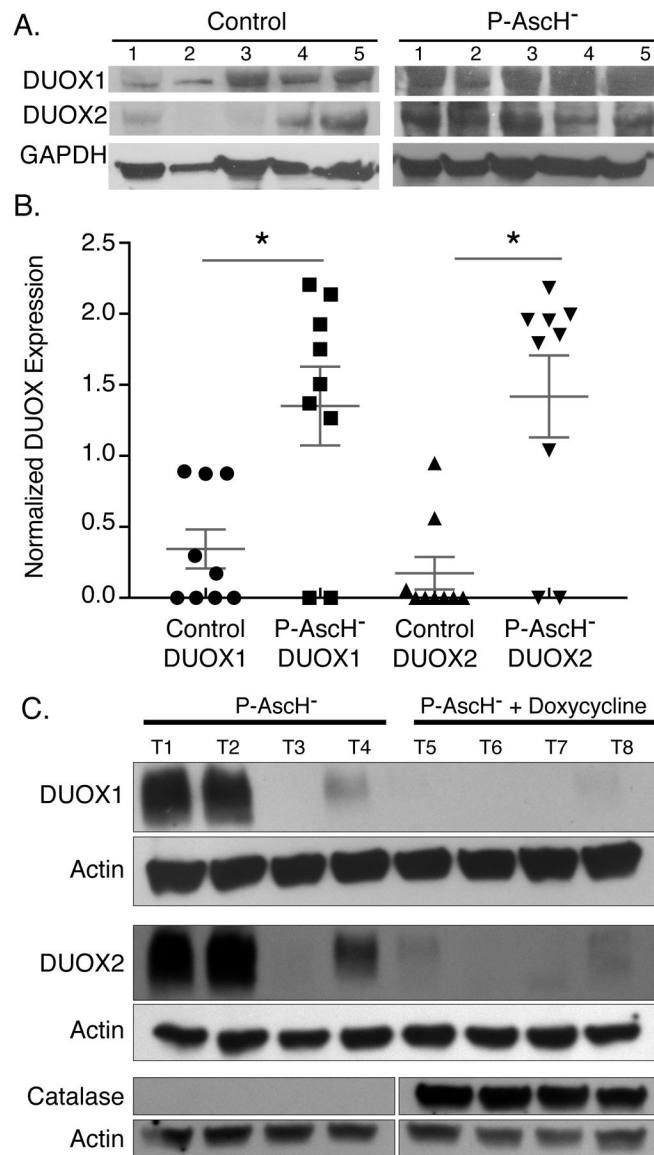 A.
Control P-AscH⁻
1 2 3 4 5 1 2 3 4 5
DUOX1
DUOX2
GAPDH
B.
* *
Normalized DUOX Expression
2.5
2.0
1.5
1.0
0.5
0.0
Control P-AscH⁻ Control P-AscH⁻
DUOX1 DUOX1 DUOX2 DUOX2
C.
P-AscH⁻ P-AscH⁻ + Doxycycline
T1 T2 T3 T4 T5 T6 T7 T8
DUOX1
Actin
DUOX2
Actin
Catalase
Actin